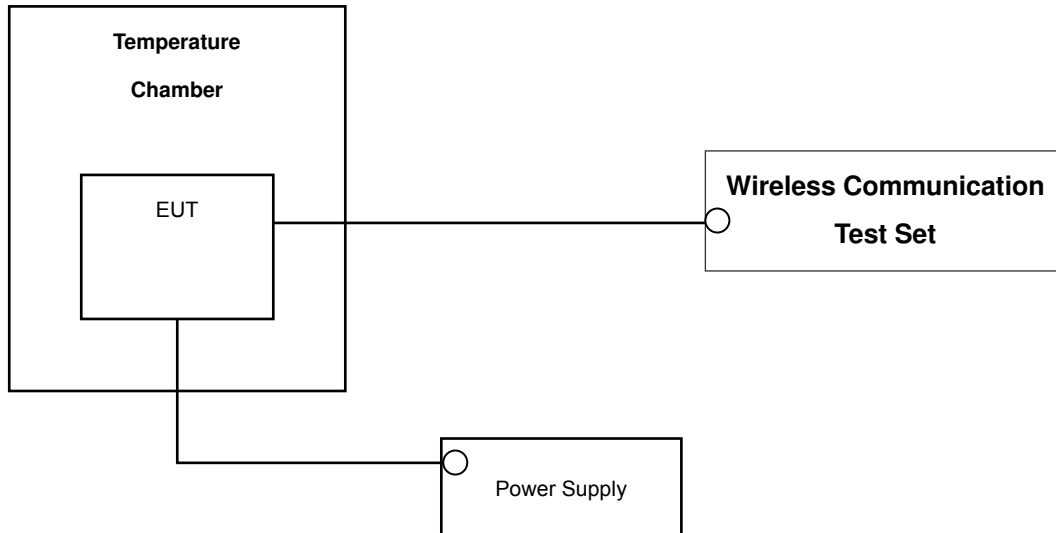 Temperature
Chamber
EUT
Wireless Communication
Test Set
Power Supply